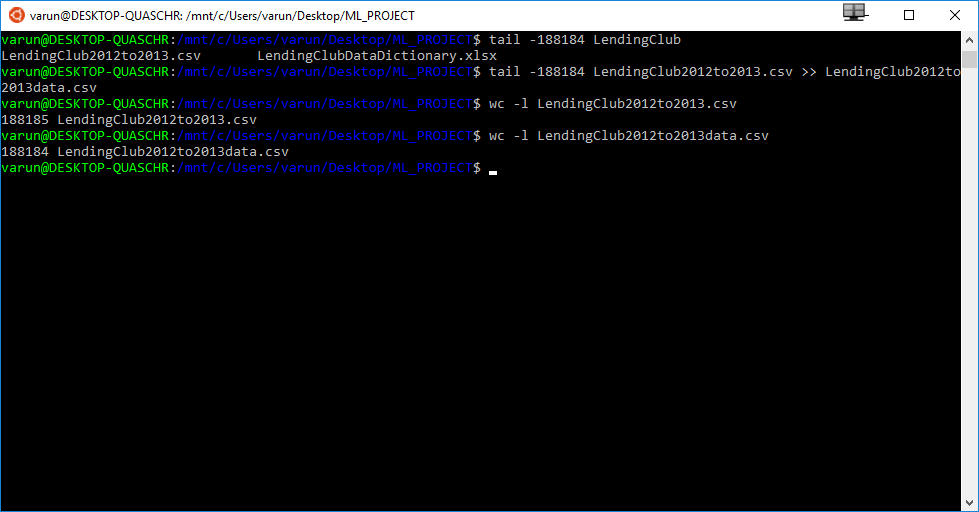 varun@DESKTOP-QUASCHR: /mnt/c/Users/varun/Desktop/ML_PROJECT
varun@DESKTOP-QUASCHR:/mnt/c/Users/varun/Desktop/ML_PROJECT$ tail -188184 LendingClub
LendingClub2012to2013.csv       LendingClubDataDictionary.xlsx
varun@DESKTOP-QUASCHR:/mnt/c/Users/varun/Desktop/ML_PROJECT$ tail -188184 LendingClub2012to2013.csv >> LendingClub2012to
2013data.csv
varun@DESKTOP-QUASCHR:/mnt/c/Users/varun/Desktop/ML_PROJECT$ wc -l LendingClub2012to2013.csv
188185 LendingClub2012to2013.csv
varun@DESKTOP-QUASCHR:/mnt/c/Users/varun/Desktop/ML_PROJECT$ wc -l LendingClub2012to2013data.csv
188184 LendingClub2012to2013data.csv
varun@DESKTOP-QUASCHR:/mnt/c/Users/varun/Desktop/ML_PROJECT$